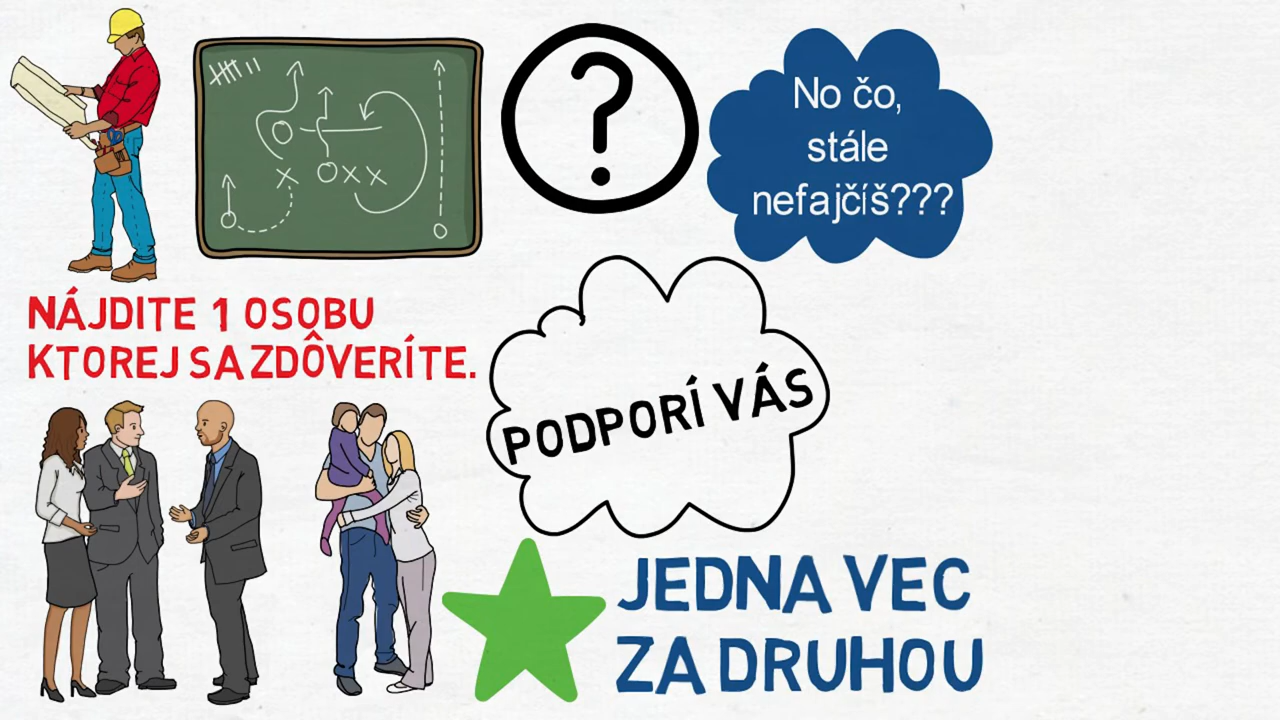 No čo,
stále
nefajčíš???
NÁJDITE 1 OSOBU
KTOREJ SA ZDÔVERÍTE.
PODPORÍ VÁS
JEDNA VEC
ZA DRUHOU